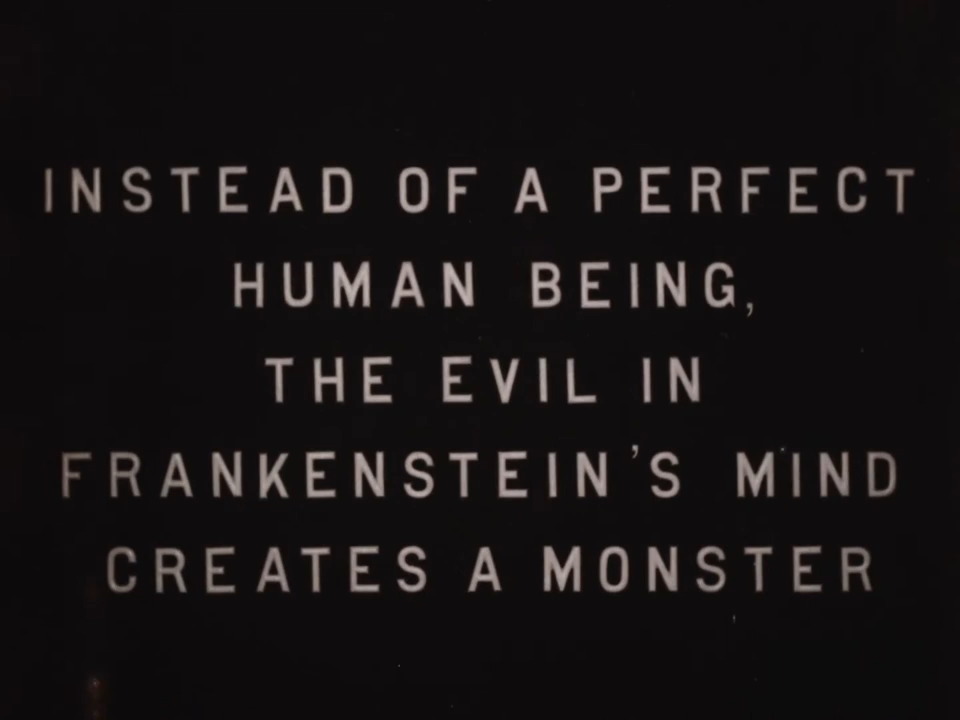 INSTEAD OF A PERFECT
HUMAN BEING,
THE EVIL IN
FRANKENSTEIN'S MIND
CREATES A MONSTER